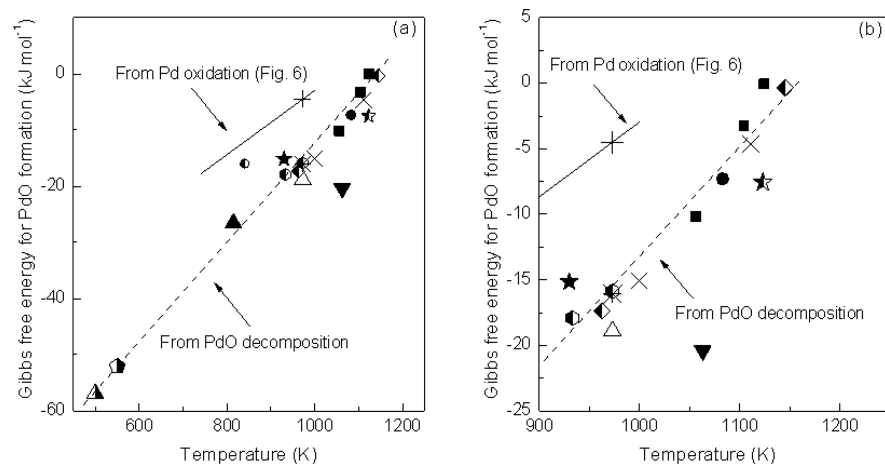 (a)
Gibbs free energy for PdO formation (kJ mol⁻¹)
0
-20
-40
-60
From Pd oxidation (Fig. 6)
From PdO decomposition
600
800
1000
1200
Temperature (K)
(b)
Gibbs free energy for PdO formation (kJ mol⁻¹)
5
0
-5
-10
-15
-20
-25
From Pd oxidation (Fig. 6)
From PdO decomposition
900
1000
1100
1200
Temperature (K)